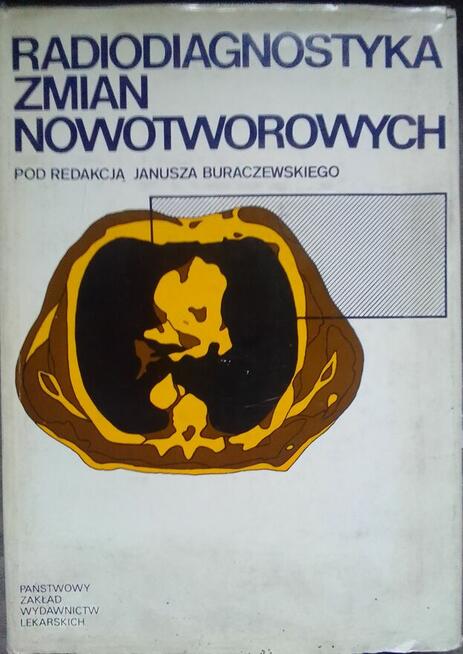 RADIODIAGNOSTYKA
ZMIAN
NOWOTWOROWYCH
POD REDAKCJĄ JANUSZA BURACZEWSKIEGO
PAŃSTWOWY
ZAKŁAD
WYDAWNICTW
LEKARSKICH